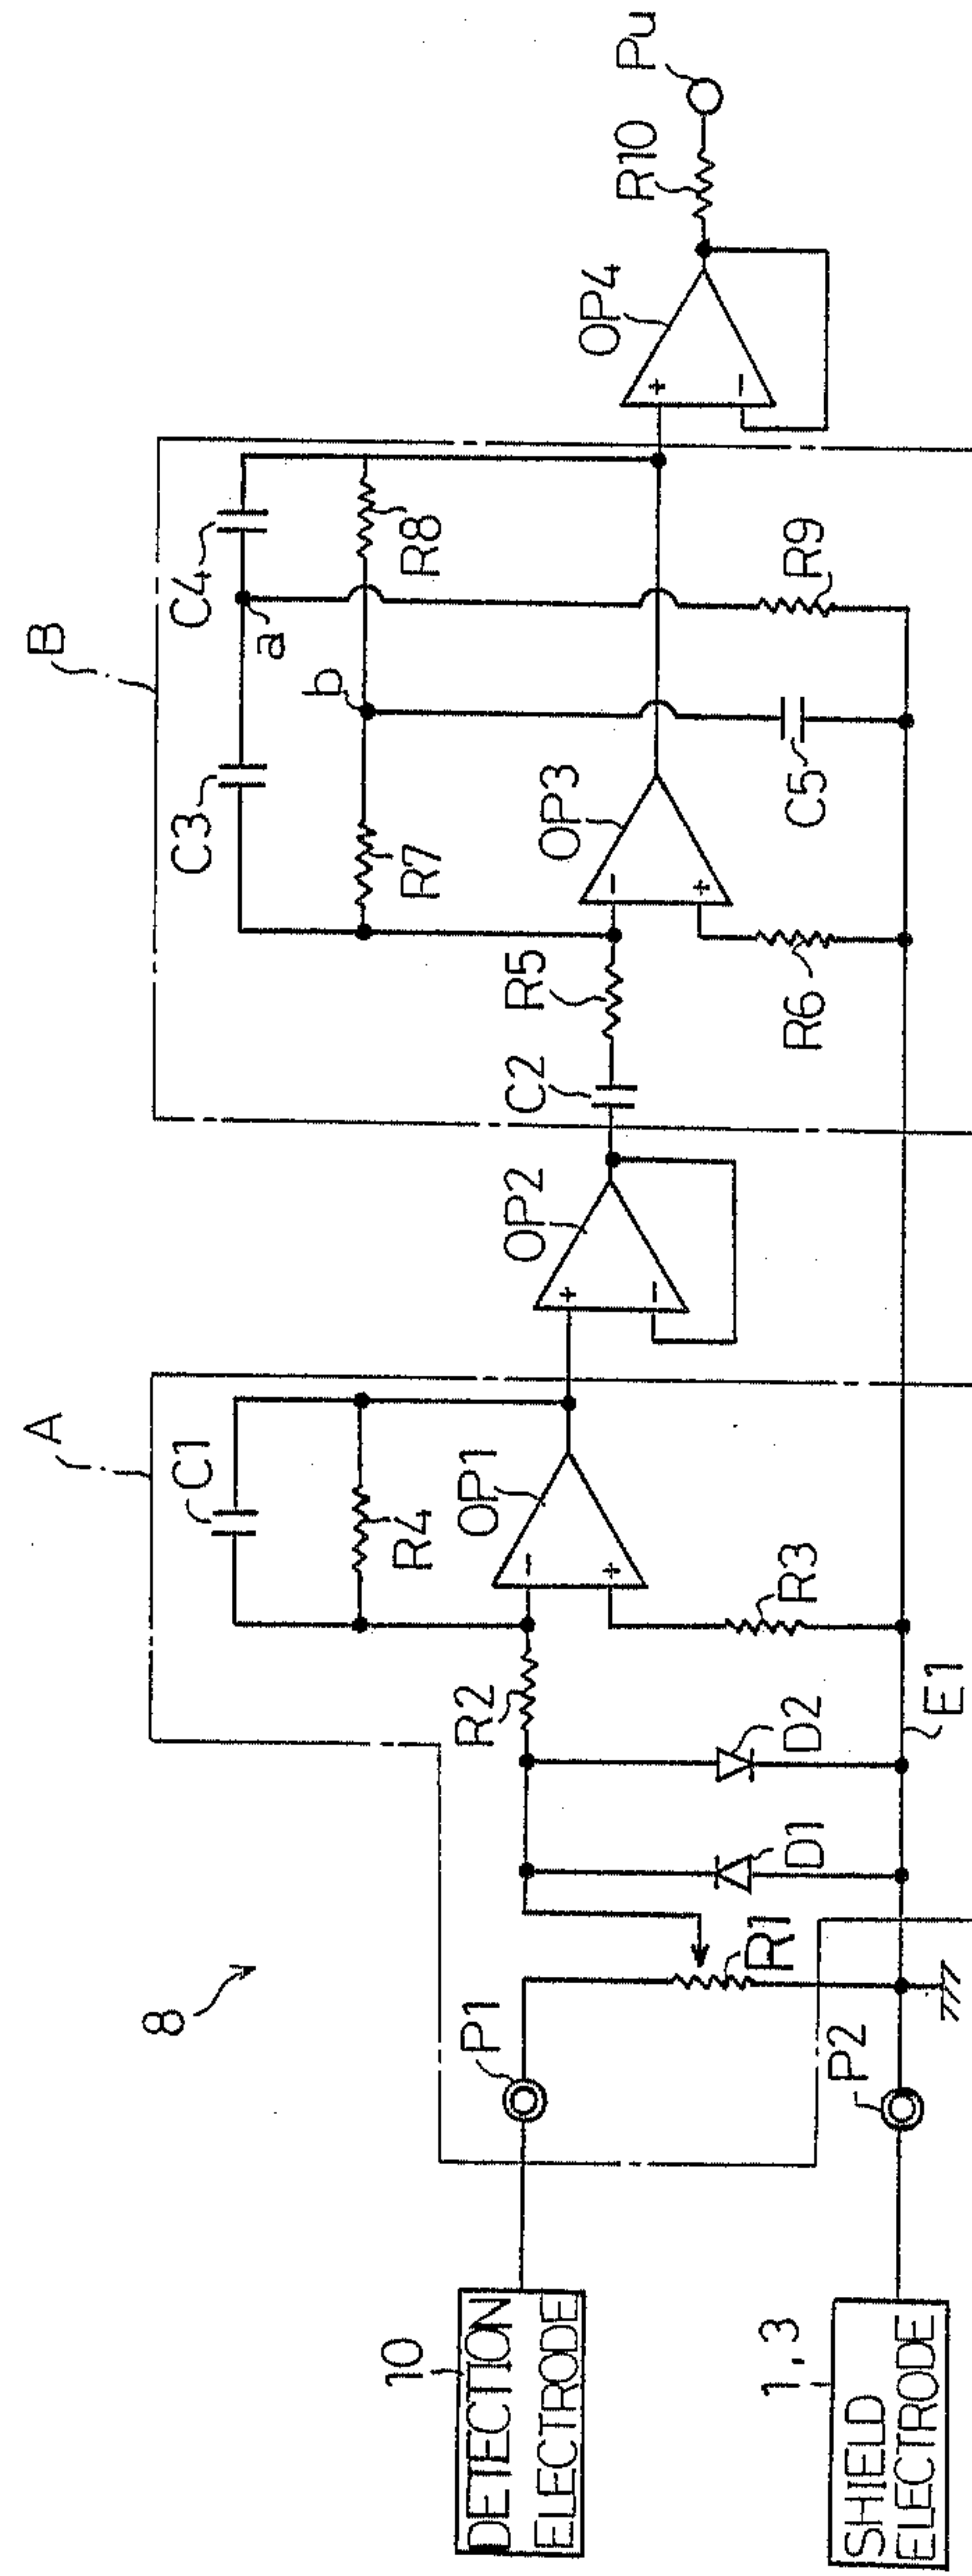 8
A
B
C1
R4
OP1
R2
R3
D2
D1
E1
R1
P1
P2
10
DETECTION
ELECTRODE
1,3
SHIELD
ELECTRODE
OP2
C2
R5
R6
C3
R7
OP3
C4
a
b
R8
R9
C5
OP4
R10
Pu
+
-
+
-
+
-
+
-